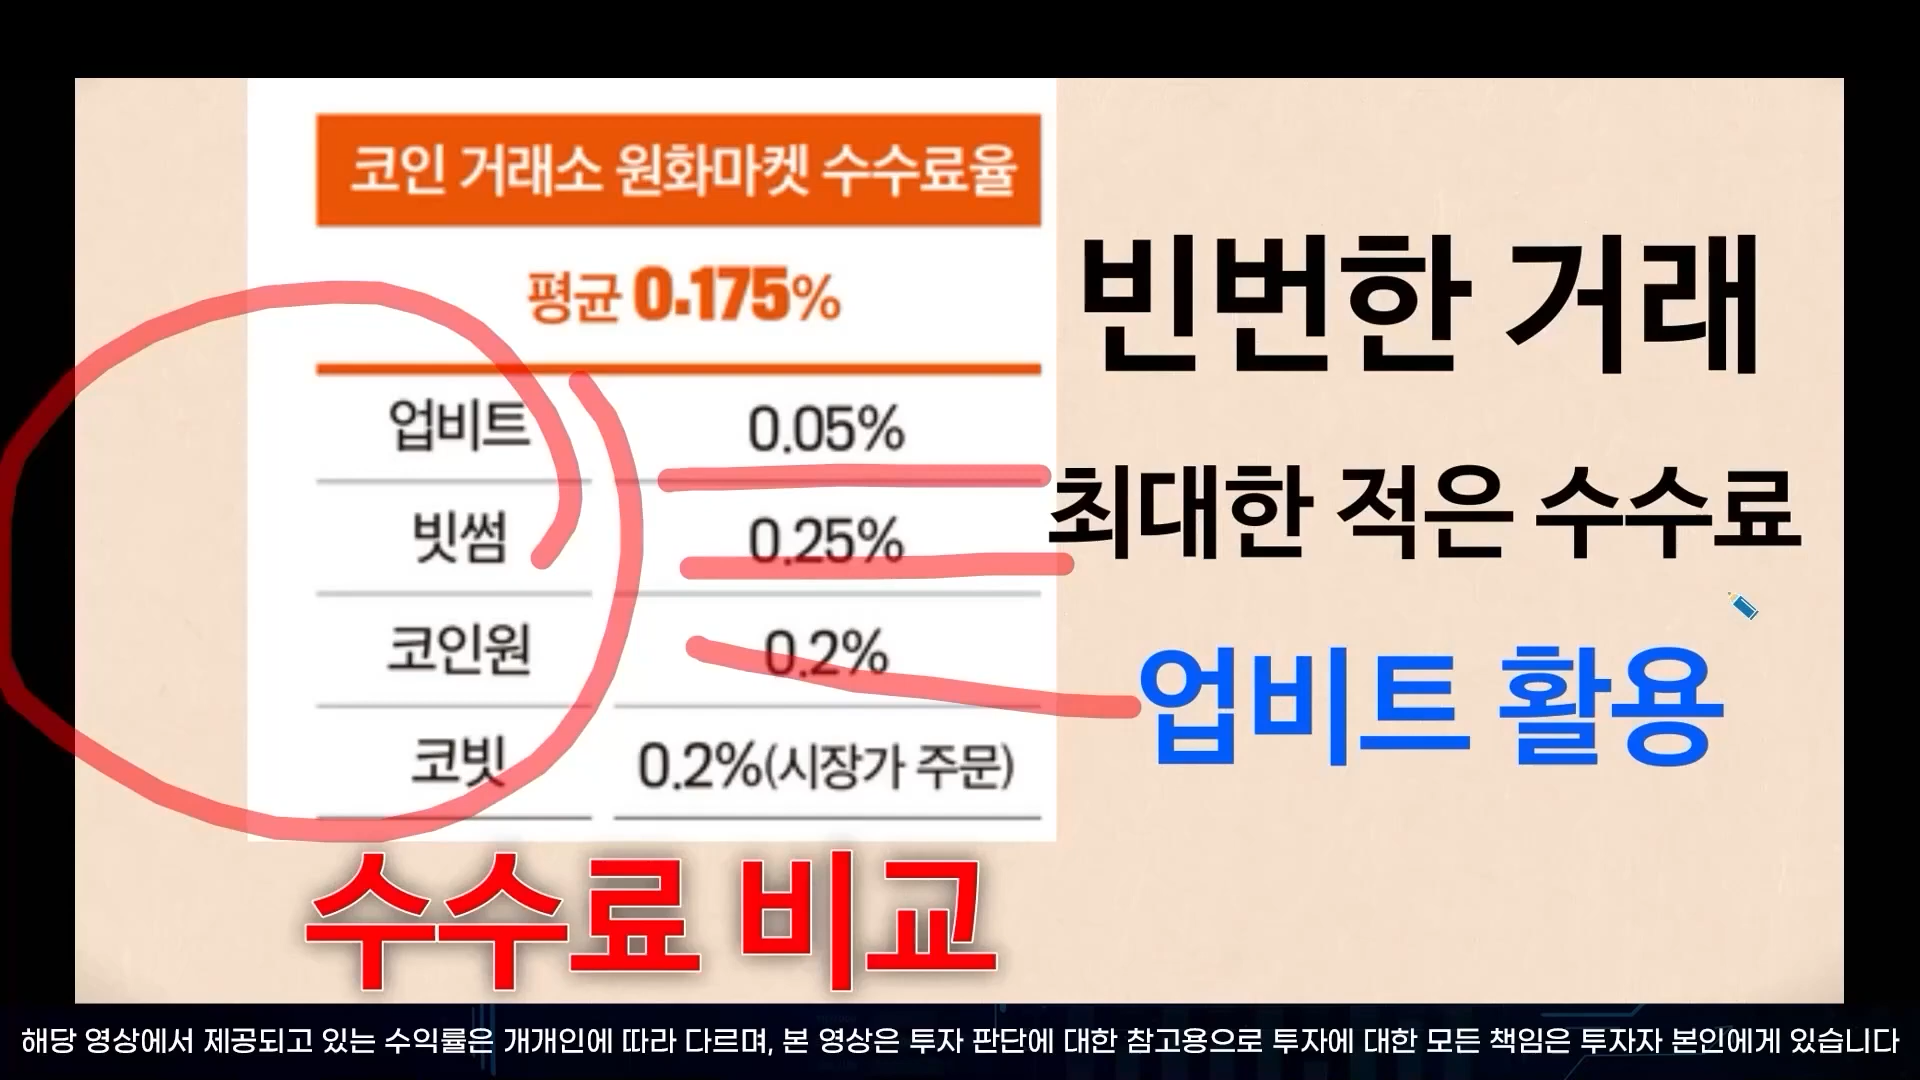 코인 거래소 원화마켓 수수료율
평균 0.175%
업비트 0.05%
빗썸 0.25%
코인원 0.2%
코빗 0.2%(시장가 주문)
수수료 비교
빈번한 거래
최대한 적은 수수료
업비트 활용
해당 영상에서 제공되고 있는 수익률은 개개인에 따라 다르며, 본 영상은 투자 판단에 대한 참고용으로 투자에 대한 모든 책임은 투자자 본인에게 있습니다